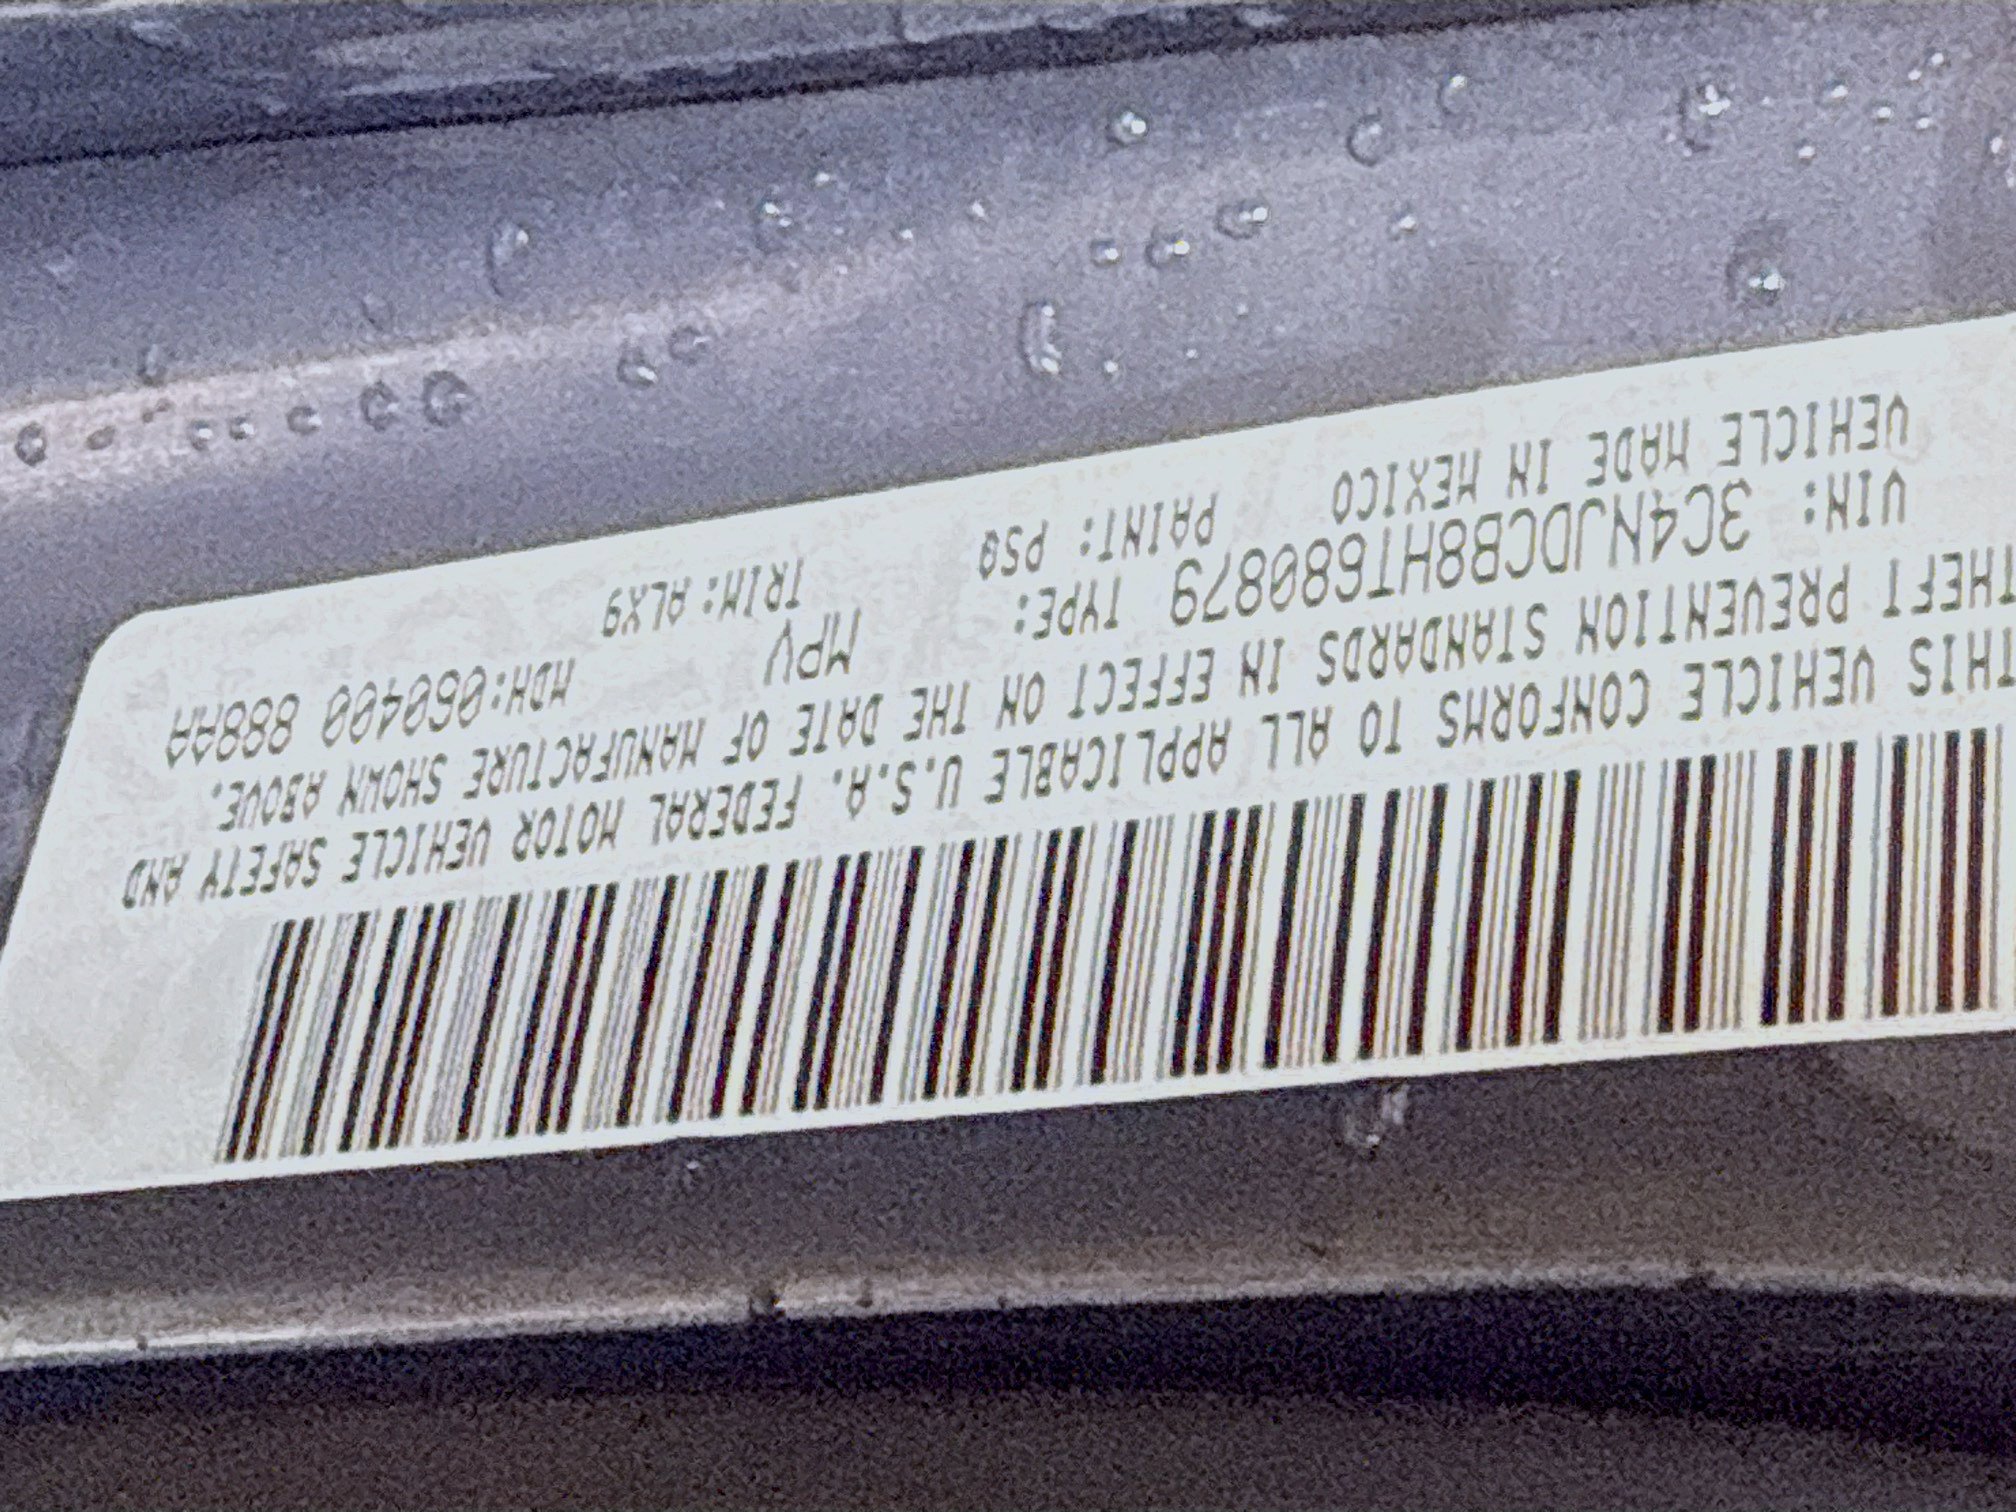 THIS VEHICLE CONFORMS TO ALL APPLICABLE U.S.A. FEDERAL MOTOR VEHICLE SAFETY AND
THEFT PREVENTION STANDARDS IN EFFECT ON THE DATE OF MANUFACTURE SHOWN ABOVE.
VIN: 3C4NJDCB8HT680879 TYPE: MPV MDH:060400 888AA
VEHICLE MADE IN MEXICO PAINT: PSQ TRIM:ALX9